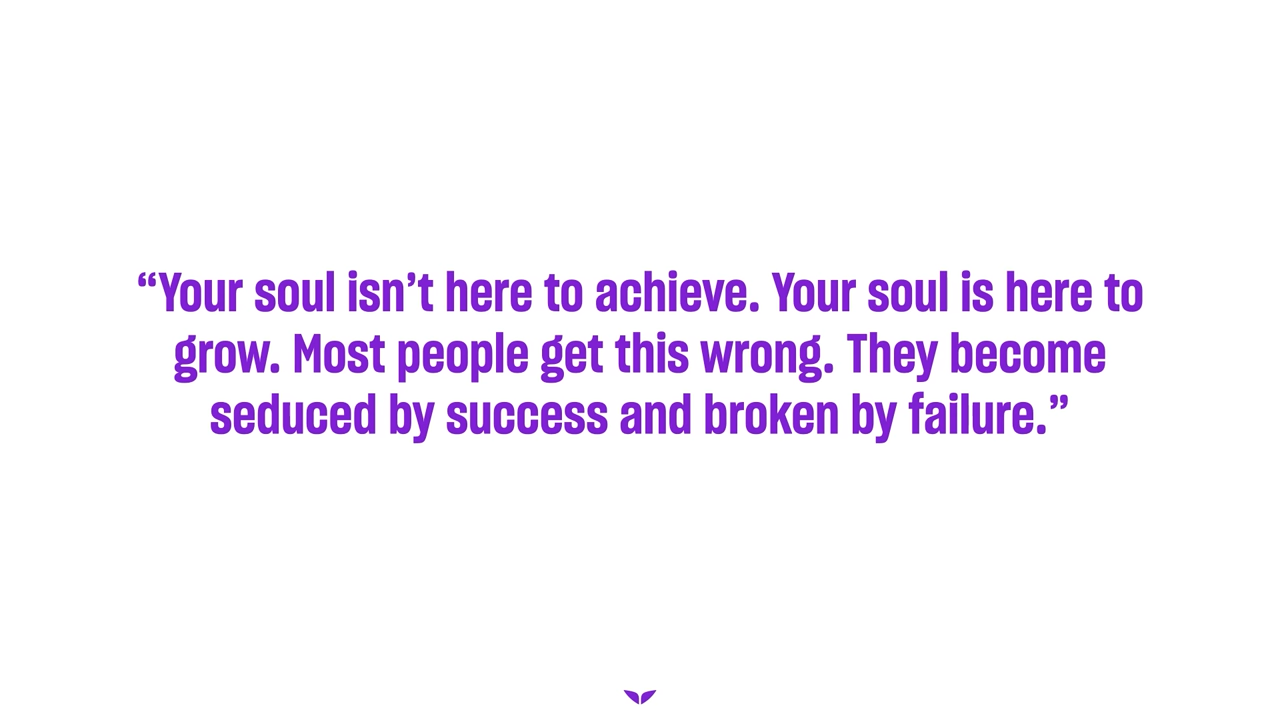 “Your soul isn’t here to achieve. Your soul is here to
grow. Most people get this wrong. They become
seduced by success and broken by failure.”